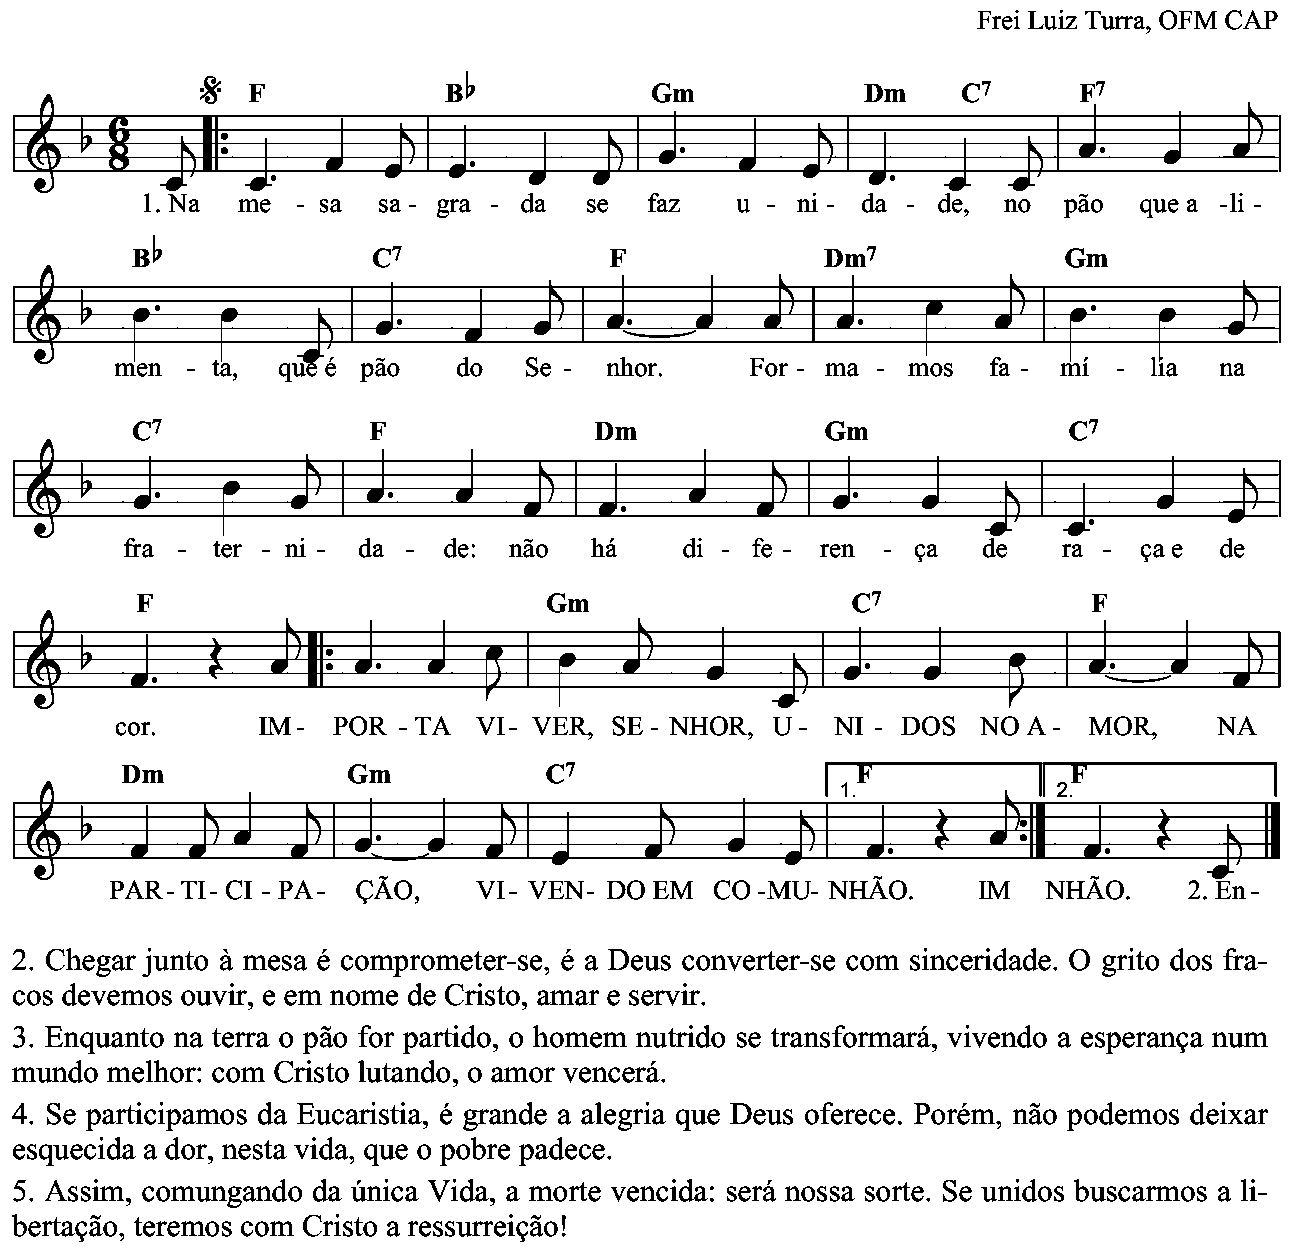 Frei Luiz Turra, OFM CAP
F B♭ Gm Dm C7 F7
1. Na me - sa sa - gra - da se faz u - ni - da - de, no pão que a -li -
B♭ C7 F Dm7 Gm
men - ta, que é pão do Se - nhor. For - ma - mos fa - mí - lia na
C7 F Dm Gm C7
fra - ter - ni - da - de: não há di - fe - ren - ça de ra - ça e de
F Gm C7 F
cor. IM - POR - TA VI - VER, SE - NHOR, U - NI - DOS NO A - MOR, NA
Dm Gm C7 1. F 2. F
PAR - TI - CI - PA - ÇÃO, VI - VEN - DO EM CO -MU- NHÃO. IM NHÃO. 2. En -
2. Chegar junto à mesa é comprometer-se, é a Deus converter-se com sinceridade. O grito dos fra-
cos devemos ouvir, e em nome de Cristo, amar e servir.
3. Enquanto na terra o pão for partido, o homem nutrido se transformará, vivendo a esperança num
mundo melhor: com Cristo lutando, o amor vencerá.
4. Se participamos da Eucaristia, é grande a alegria que Deus oferece. Porém, não podemos deixar
esquecida a dor, nesta vida, que o pobre padece.
5. Assim, comungando da única Vida, a morte vencida: será nossa sorte. Se unidos buscarmos a li-
bertação, teremos com Cristo a ressurreição!